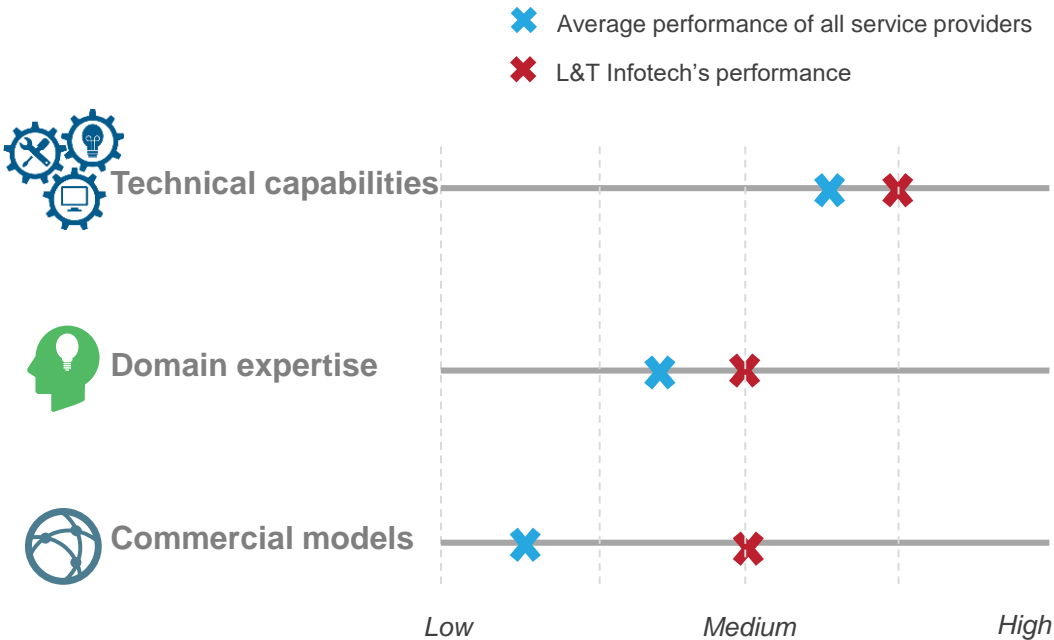 Average performance of all service providers
L&T Infotech's performance
Technical capabilities
Domain expertise
Commercial models
Low
Medium
High